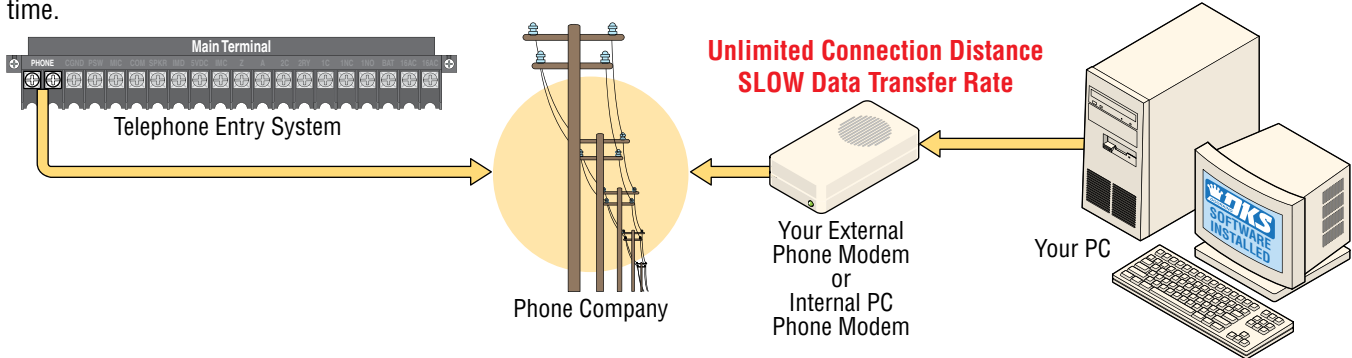 time.
Main Terminal
PHONE CGND PSW MIC CON SPKR IMD 5VDC IMC Z A 2C 2RY 1C 1NC 1NO BAT 16AC 16AC
Telephone Entry System
Phone Company
Unlimited Connection Distance
SLOW Data Transfer Rate
Your External
Phone Modem
or
Internal PC
Phone Modem
Your PC
DKS
SOFTWARE
INSTALLED